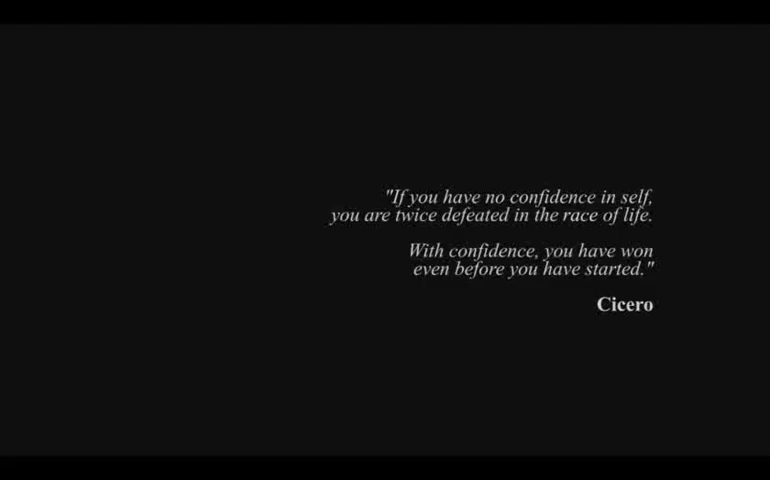 "If you have no confidence in self,
you are twice defeated in the race of life.
With confidence, you have won
even before you have started."
Cicero